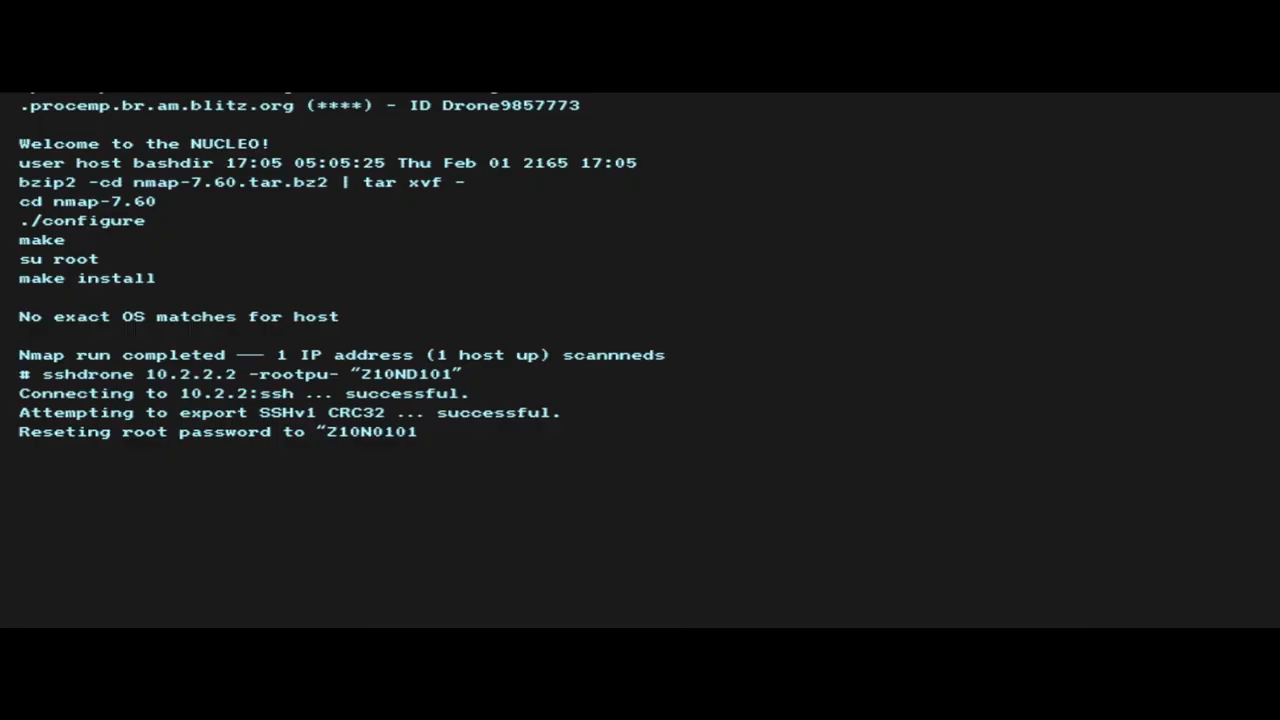 .procemp.br.am.blitz.org (****) - ID Drone9857773
Welcome to the NUCLEO!
user host bashdir 17:05 05:05:25 Thu Feb 01 2165 17:05
bzip2 -cd nmap-7.60.tar.bz2 | tar xvf -
cd nmap-7.60
./configure
make
su root
make install
No exact OS matches for host
Nmap run completed —— 1 IP address (1 host up) scannneds
# sshdrone 10.2.2.2 -rootpu- “Z10ND101”
Connecting to 10.2.2:ssh ... successful.
Attempting to export SSHv1 CRC32 ... successful.
Reseting root password to “Z10N0101